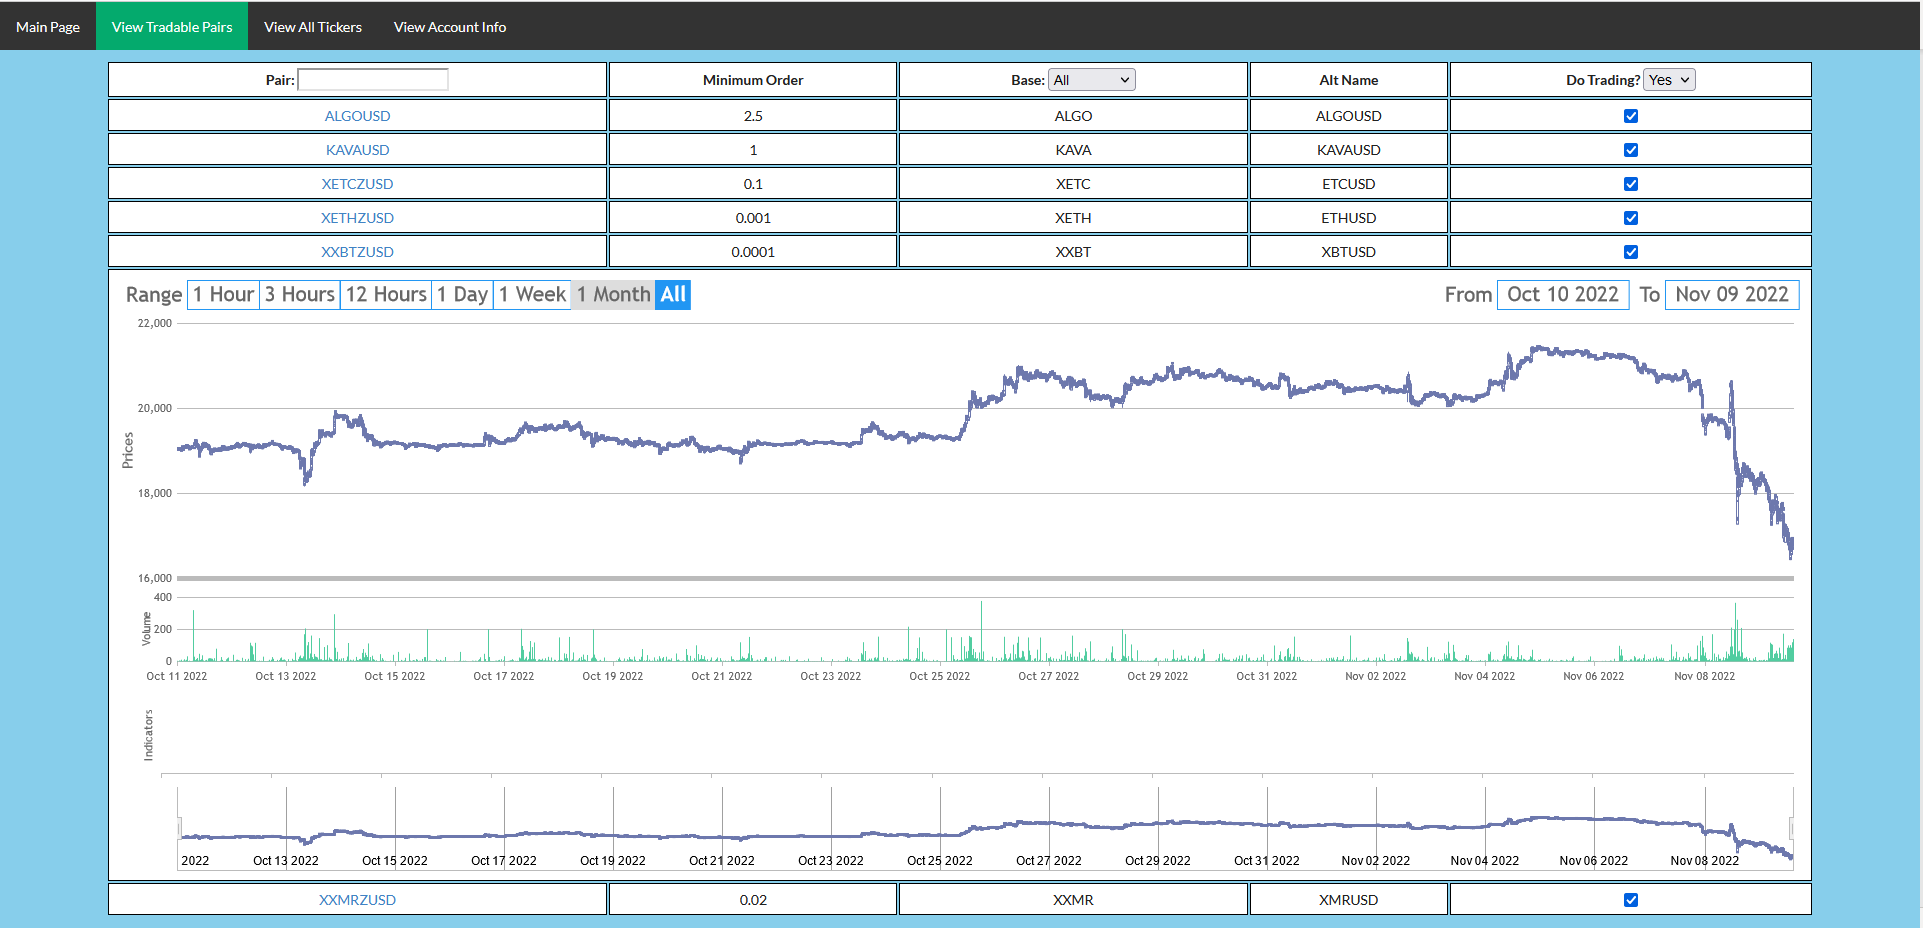 Main Page View Tradable Pairs View All Tickers View Account Info
Pair: Minimum Order Base: All Alt Name Do Trading? Yes
ALGOUSD 2.5 ALGO ALGOUSD
KAVAUSD 1 KAVA KAVAUSD
XETCZUSD 0.1 XETC ETCUSD
XETHZUSD 0.001 XETH ETHUSD
XXBTZUSD 0.0001 XXBT XBTUSD
Range 1 Hour 3 Hours 12 Hours 1 Day 1 Week 1 Month All From Oct 10 2022 To Nov 09 2022
22,000
20,000
Prices
18,000
16,000
400
Volume
200
0
Oct 11 2022 Oct 13 2022 Oct 15 2022 Oct 17 2022 Oct 19 2022 Oct 21 2022 Oct 23 2022 Oct 25 2022 Oct 27 2022 Oct 29 2022 Oct 31 2022 Nov 02 2022 Nov 04 2022 Nov 06 2022 Nov 08 2022
Indicators
2022 Oct 13 2022 Oct 15 2022 Oct 17 2022 Oct 19 2022 Oct 21 2022 Oct 23 2022 Oct 25 2022 Oct 27 2022 Oct 29 2022 Oct 31 2022 Nov 02 2022 Nov 04 2022 Nov 06 2022 Nov 08 2022
XXMRZUSD 0.02 XXMR XMRUSD